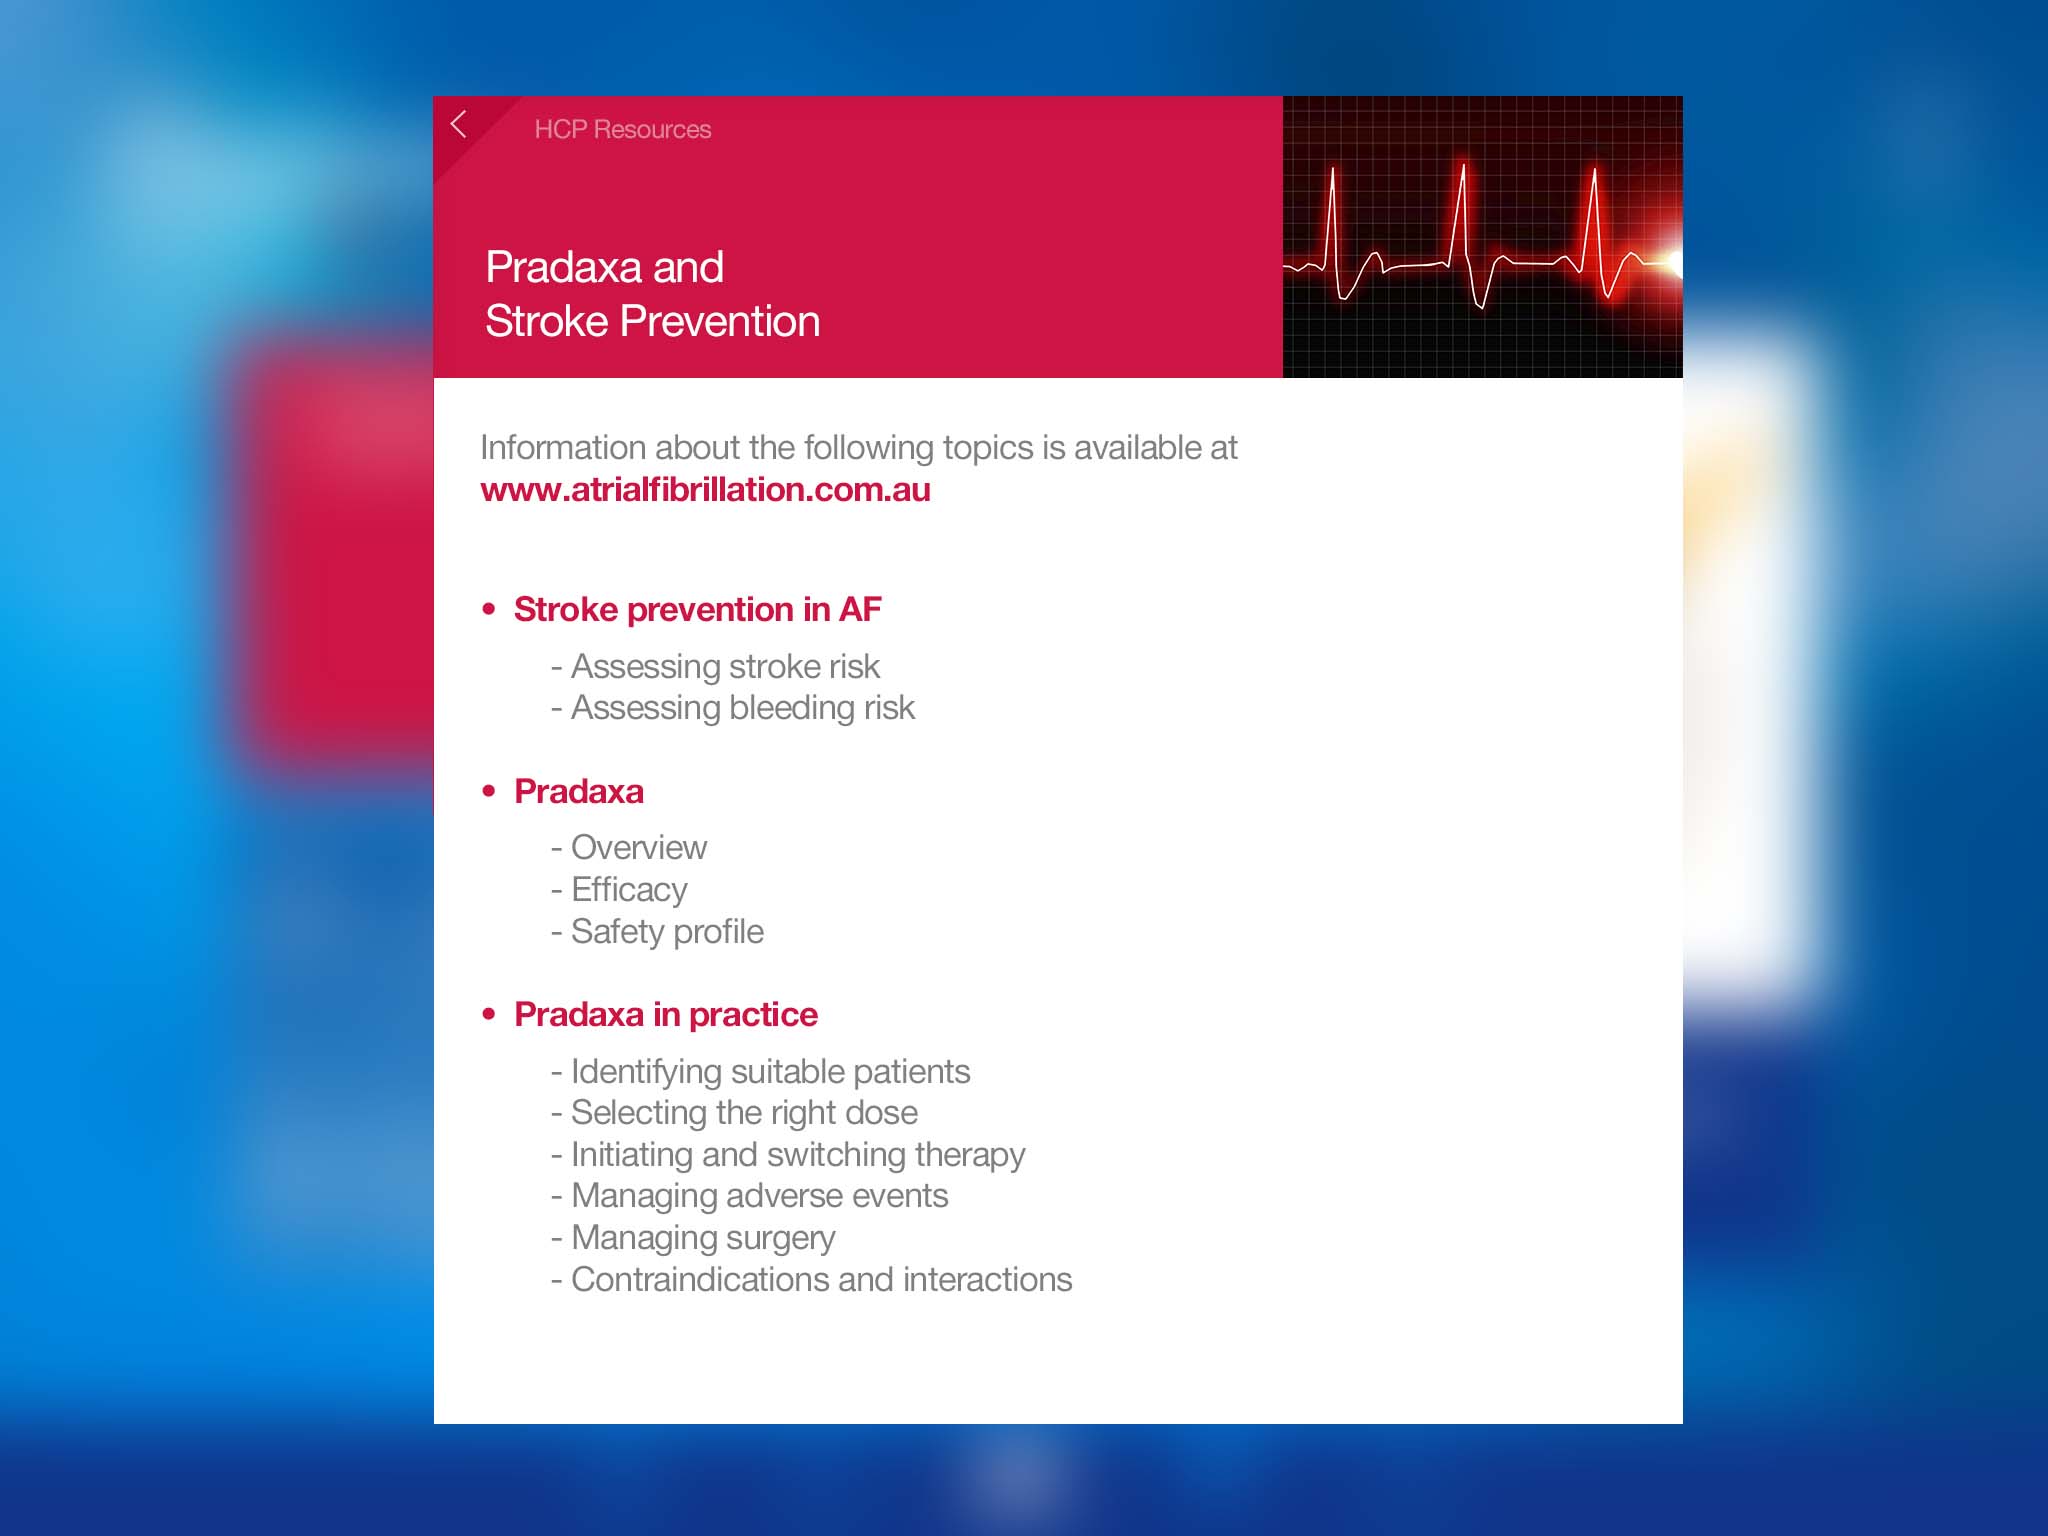 HCP Resources
Pradaxa and
Stroke Prevention
Information about the following topics is available at
www.atrialfibrillation.com.au
• Stroke prevention in AF
- Assessing stroke risk
- Assessing bleeding risk
• Pradaxa
- Overview
- Efficacy
- Safety profile
• Pradaxa in practice
- Identifying suitable patients
- Selecting the right dose
- Initiating and switching therapy
- Managing adverse events
- Managing surgery
- Contraindications and interactions